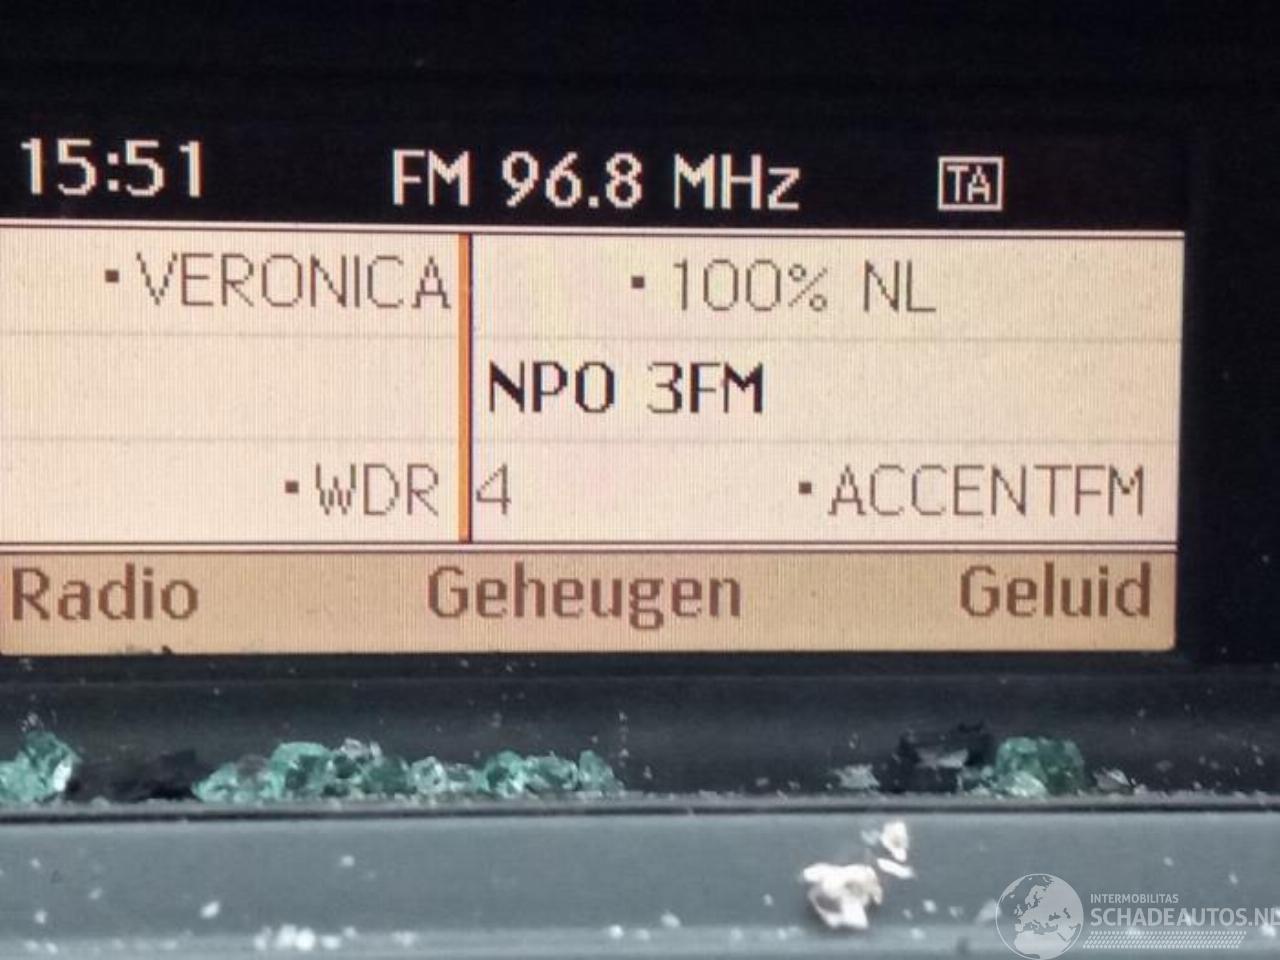 15:51 FM 96.8 MHz TA
▪VERONICA ▪100% NL
NPO 3FM
▪WDR 4 ▪ACCENTFM
Radio Geheugen Geluid
INTERMOBILITAS
SCHADEAUTOS.NL